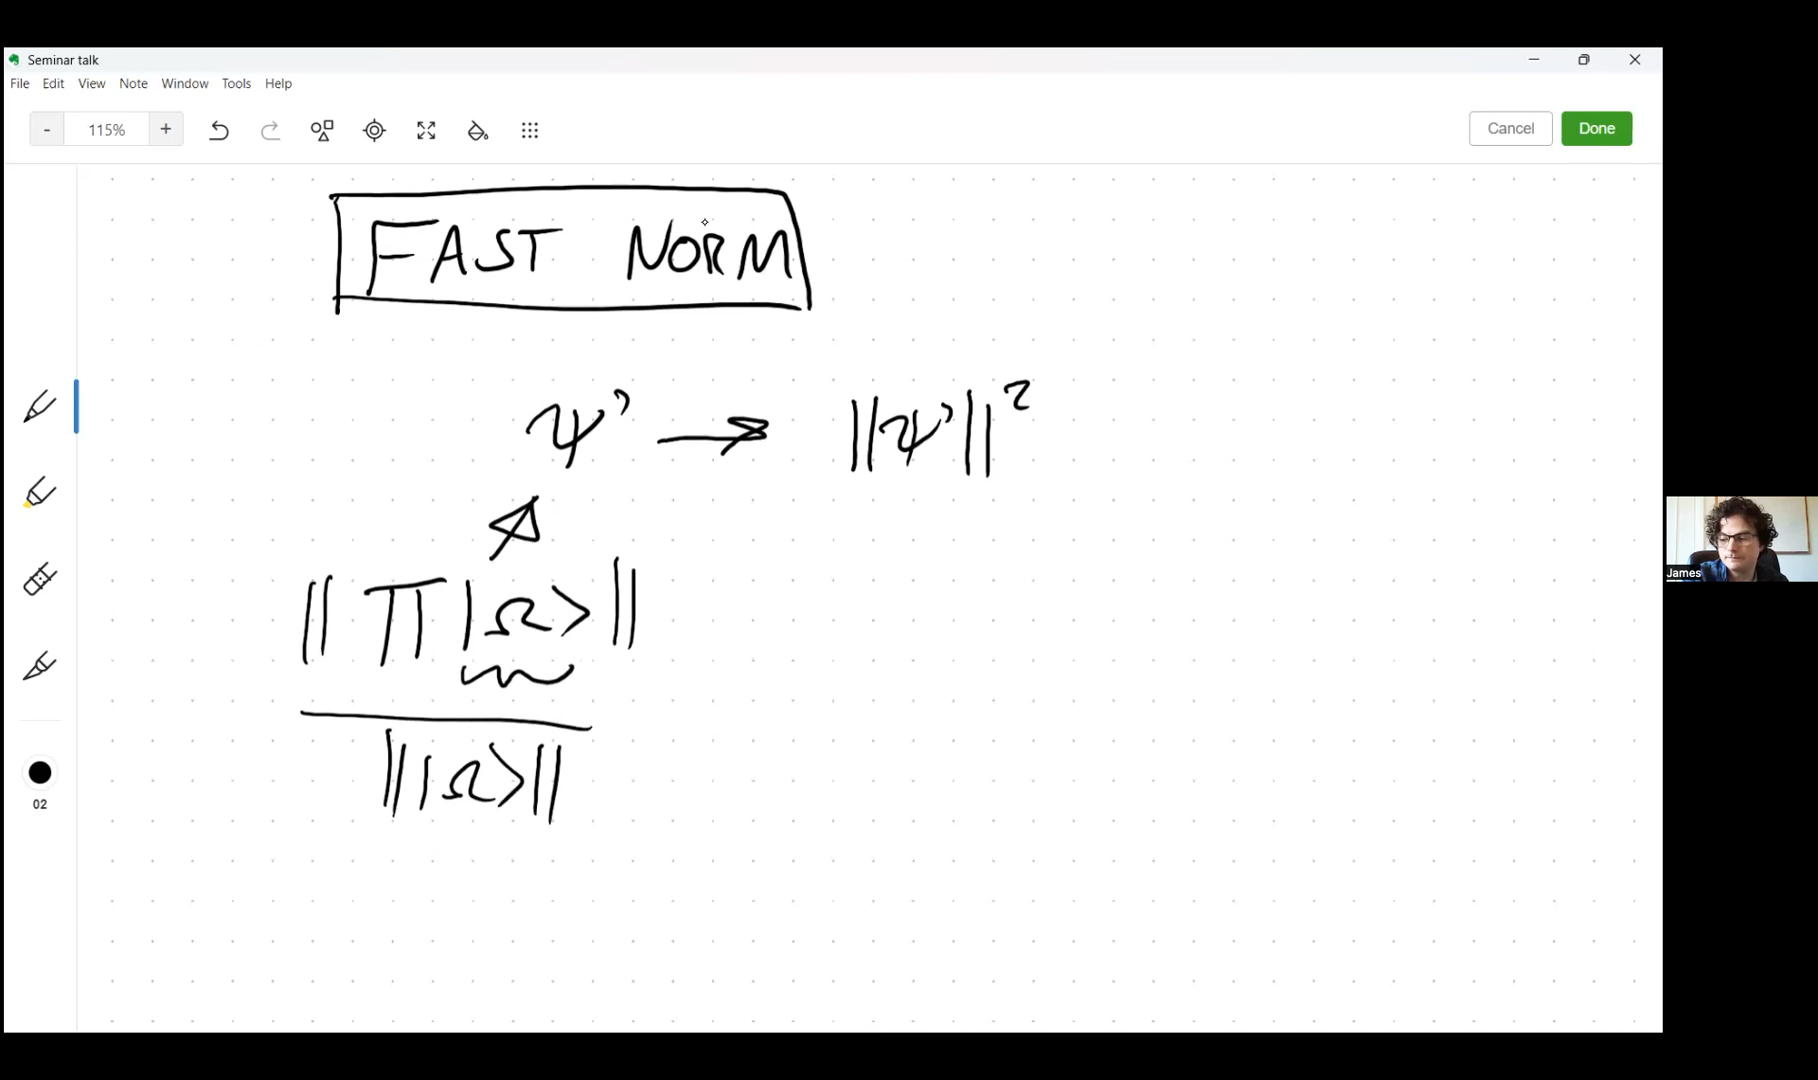 Seminar talk
File Edit View Note Window Tools Help
- 115% +
Cancel Done
FAST NORM
ψ' → ||ψ'||²
|| Π |Ω> ||
|| |Ω> ||
02
James